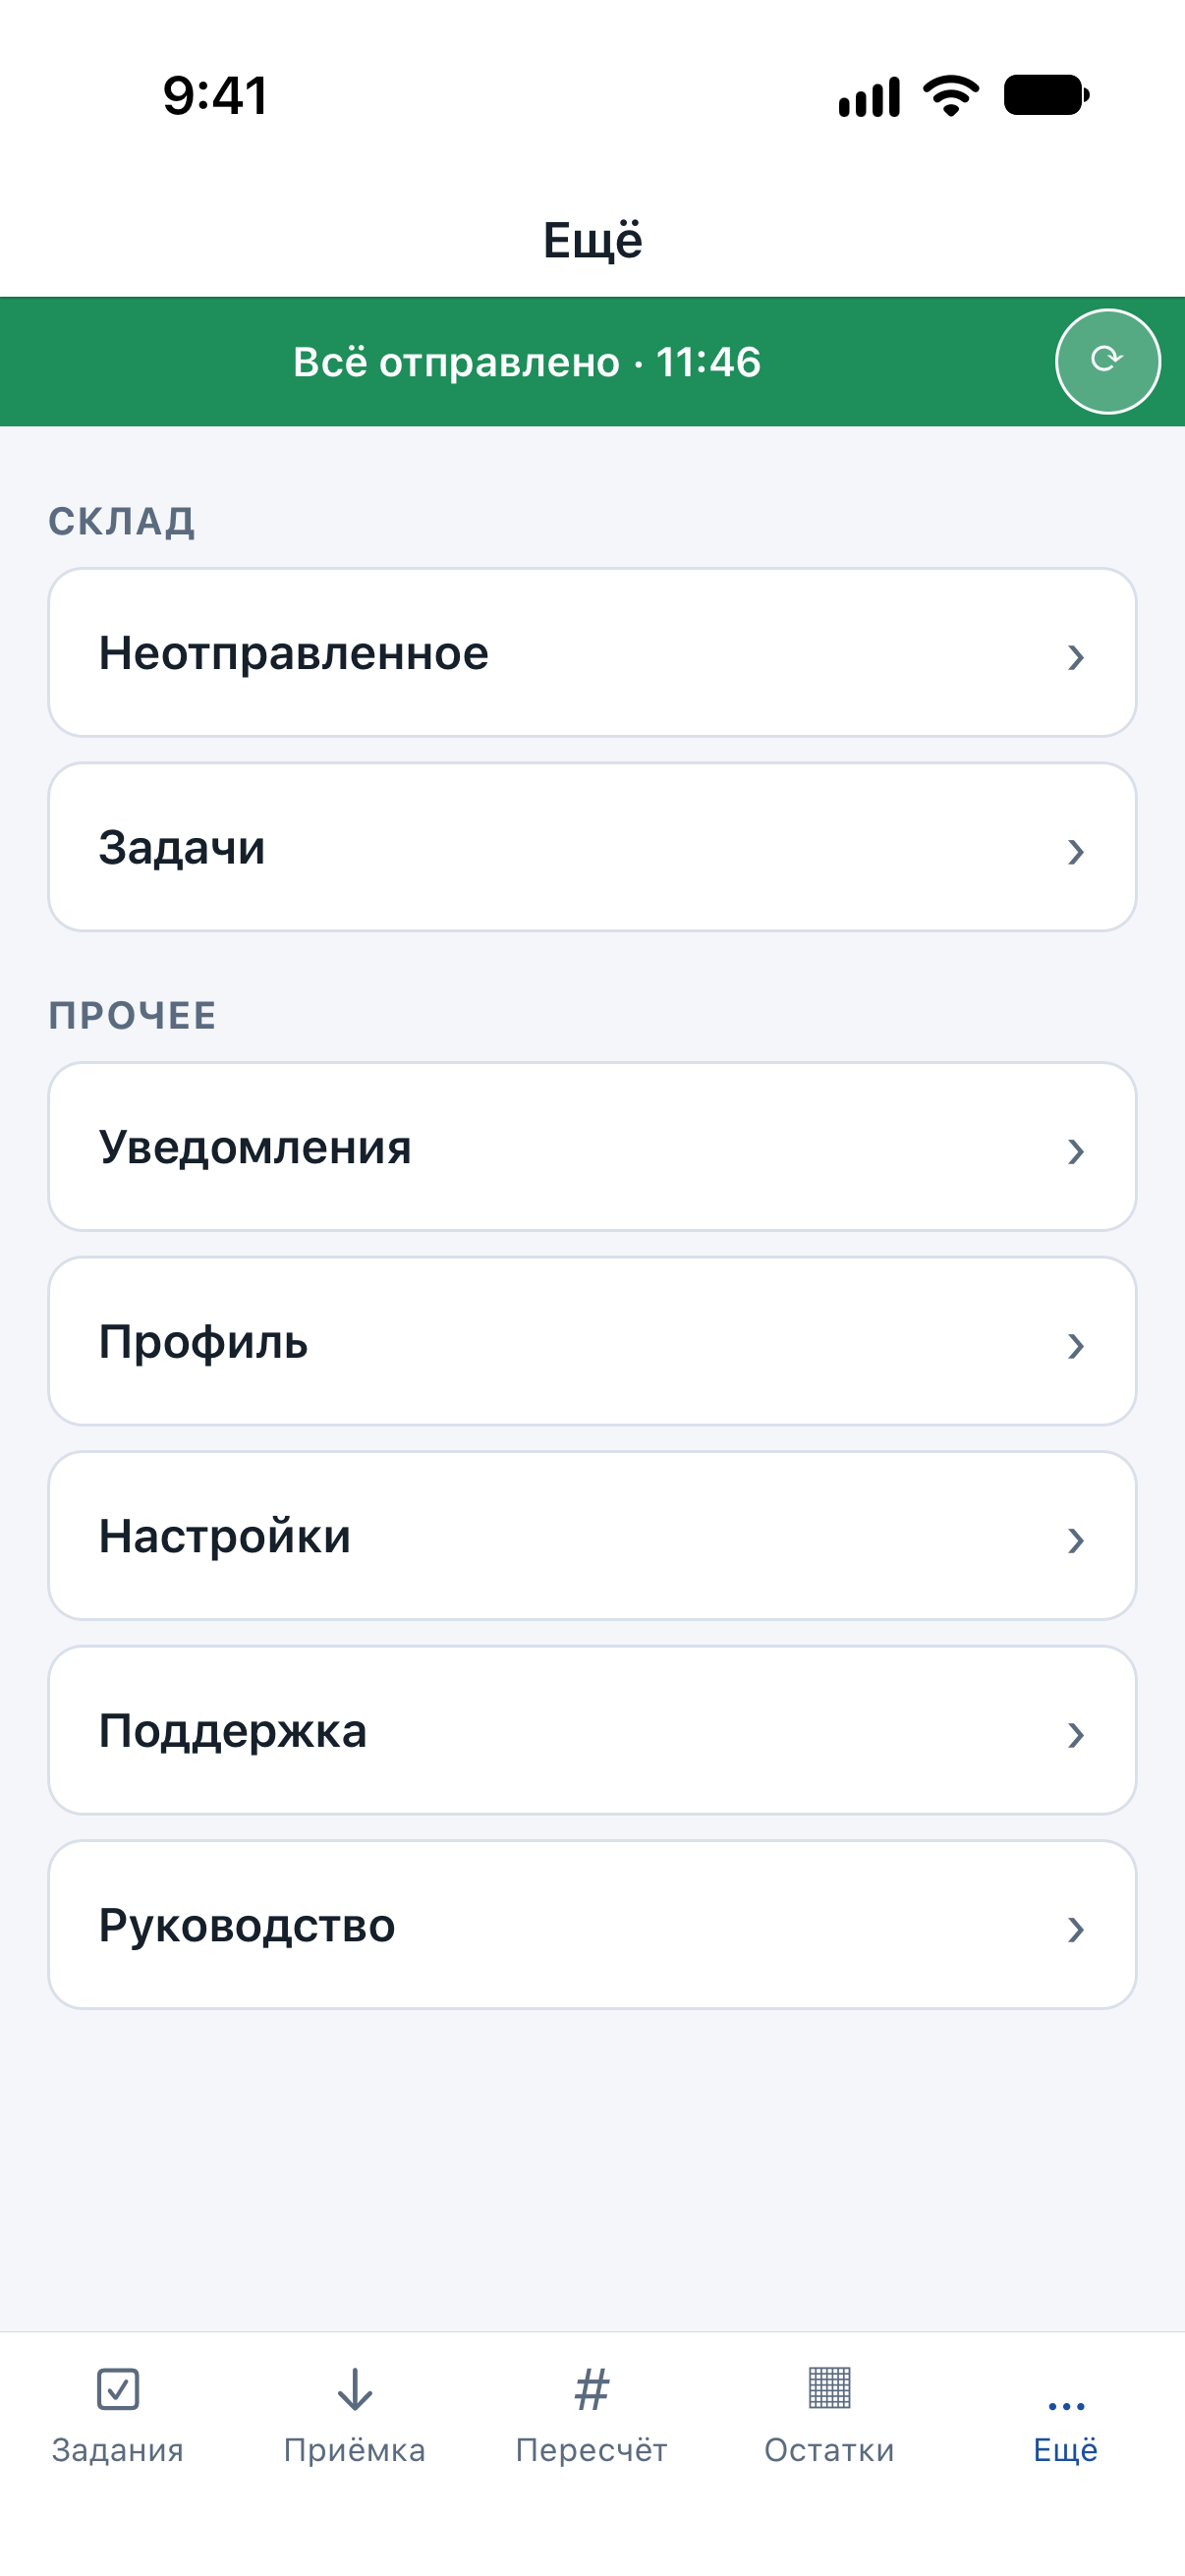 9:41
Ещё
Всё отправлено · 11:46
СКЛАД
Неотправленное
Задачи
ПРОЧЕЕ
Уведомления
Профиль
Настройки
Поддержка
Руководство
Задания Приёмка Пересчёт Остатки Ещё